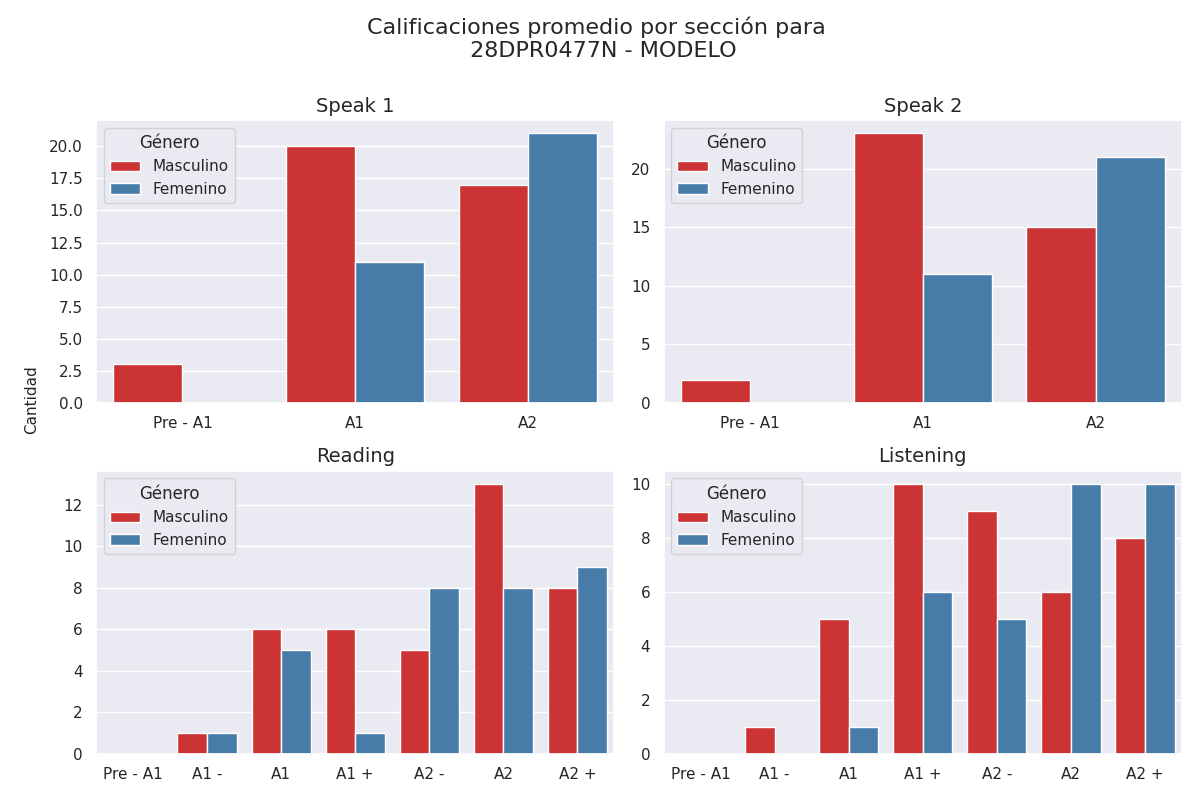 Calificaciones promedio por sección para
28DPR0477N - MODELO
Speak 1
Género
Masculino
Femenino
20.0
17.5
15.0
12.5
10.0
7.5
5.0
2.5
0.0
Pre - A1 A1 A2
Speak 2
Género
Masculino
Femenino
20
15
10
5
0
Pre - A1 A1 A2
Cantidad
Reading
Género
Masculino
Femenino
12
10
8
6
4
2
0
Pre - A1 A1 - A1 A1 + A2 - A2 A2 +
Listening
Género
Masculino
Femenino
10
8
6
4
2
0
Pre - A1 A1 - A1 A1 + A2 - A2 A2 +